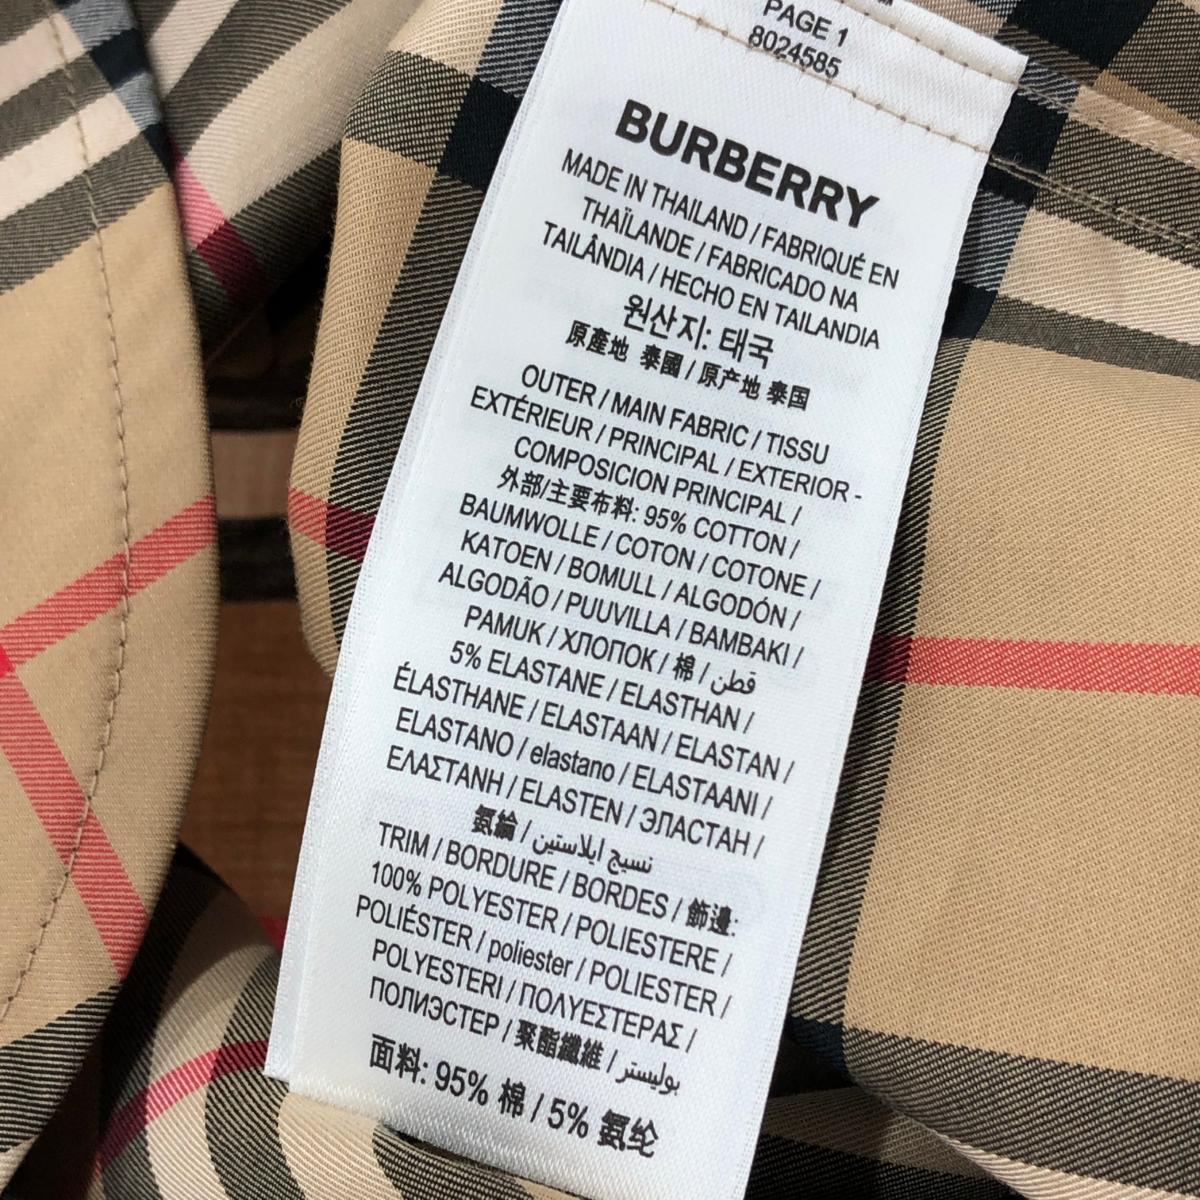 PAGE 1
8024585
BURBERRY
MADE IN THAILAND / FABRIQUÉ EN
THAÏLANDE / FABRICADO NA
TAILÂNDIA / HECHO EN TAILANDIA
원산지: 태국
原產地 泰國 / 原产地 泰国
OUTER / MAIN FABRIC / TISSU
EXTÉRIEUR / PRINCIPAL / EXTERIOR -
COMPOSICION PRINCIPAL /
外部/主要布料: 95% COTTON /
BAUMWOLLE / COTON / COTONE /
KATOEN / BOMULL / ALGODÓN /
ALGODÃO / PUUVILLA / BAMBAKI /
PAMUK / ХЛОПОК / 棉 / قطن
5% ELASTANE / ELASTHAN /
ÉLASTHANE / ELASTAAN / ELASTAN /
ELASTANO / elastano / ELASTAANI /
ΕΛΑΣΤΑΝΗ / ELASTEN / ЭЛАСТАН /
氨綸 / نسيج ايلاستين
TRIM / BORDURE / BORDES / 飾邊:
100% POLYESTER / POLIESTERE /
POLIÉSTER / poliester / POLIESTER /
POLYESTERI / ΠΟΛΥΕΣΤΕΡΑΣ /
ПОЛИЭСТЕР / 聚酯纖維 / بوليستر
面料: 95% 棉 / 5% 氨纶